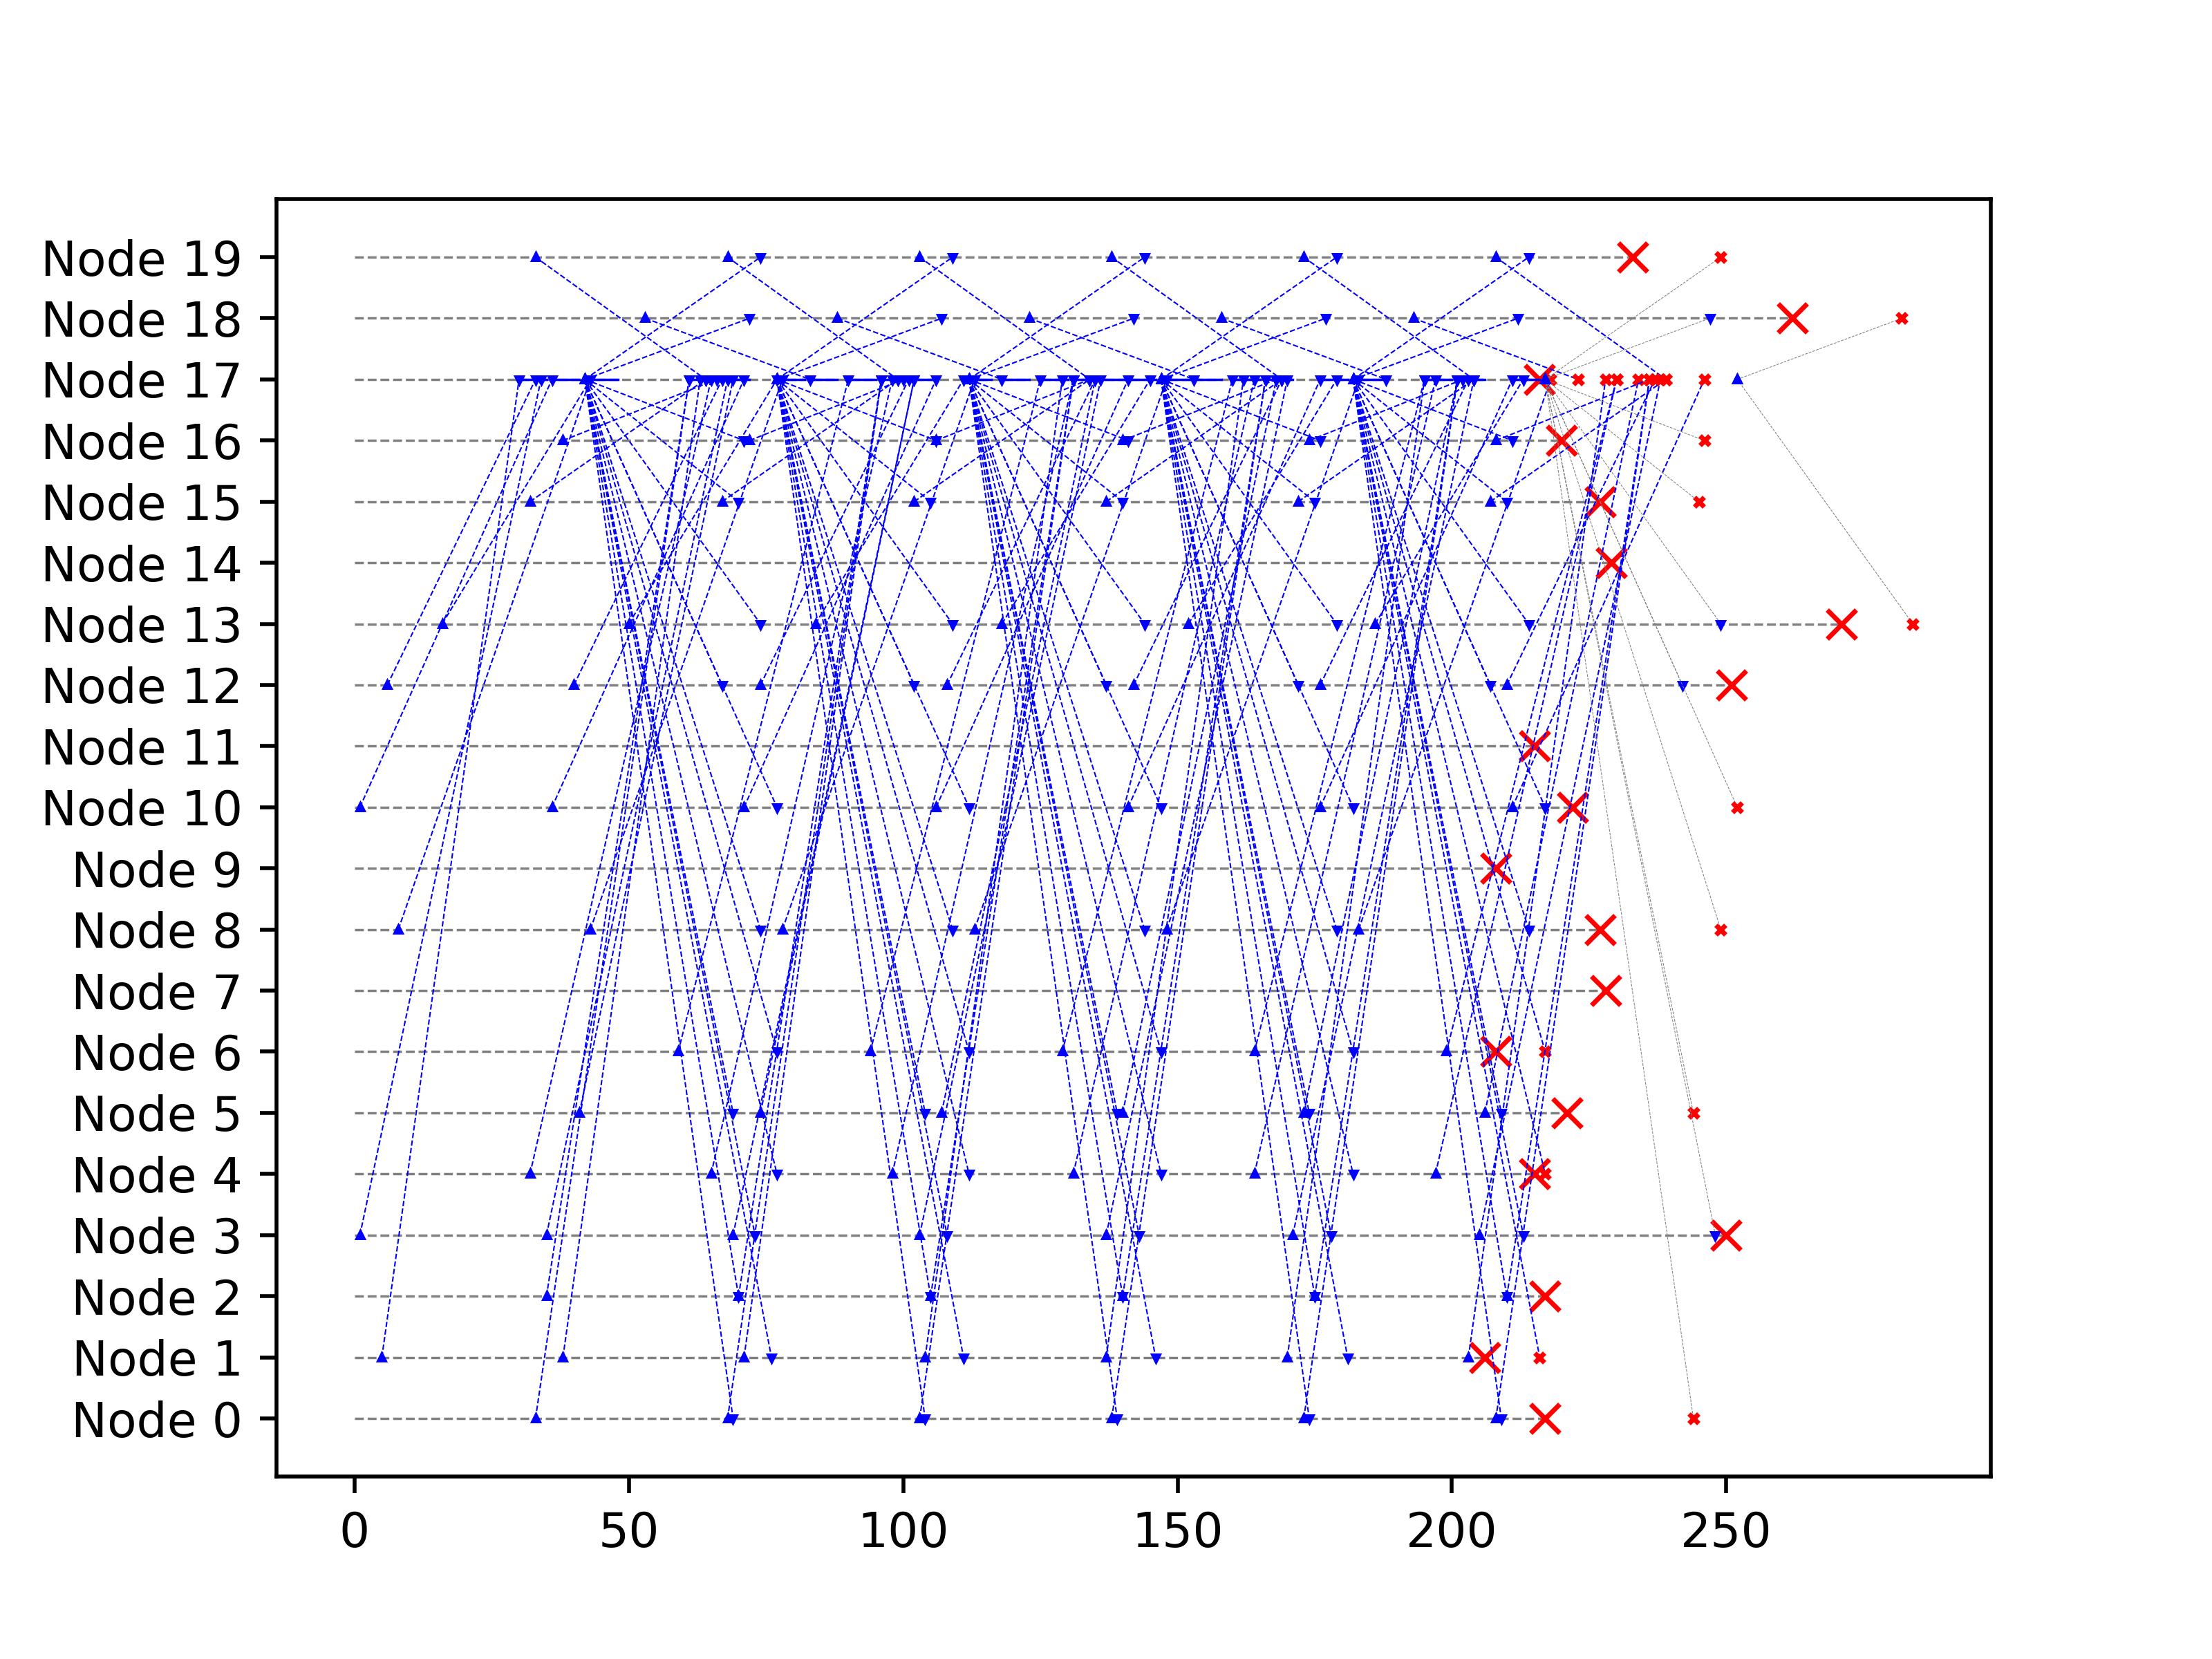 Node 19
Node 18
Node 17
Node 16
Node 15
Node 14
Node 13
Node 12
Node 11
Node 10
Node 9
Node 8
Node 7
Node 6
Node 5
Node 4
Node 3
Node 2
Node 1
Node 0
0 50 100 150 200 250